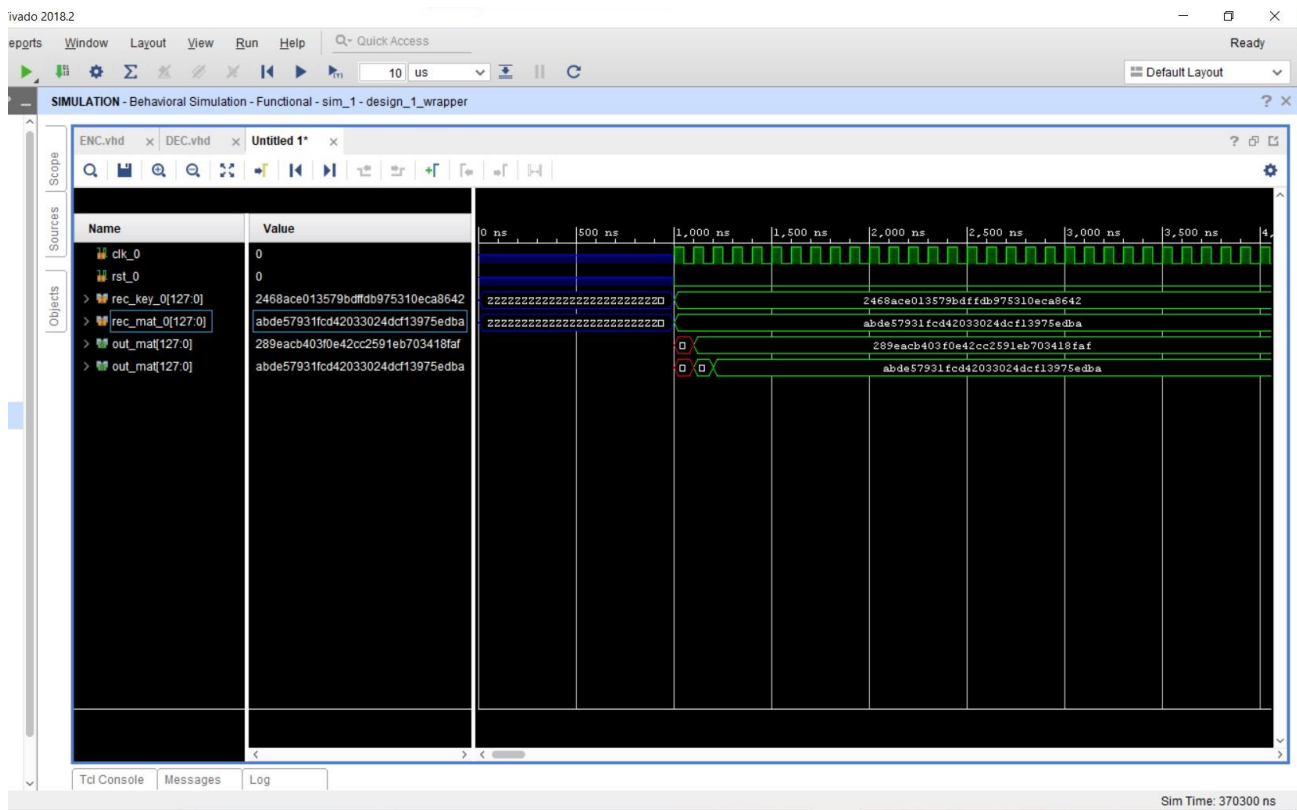 ivado 2018.2
eports Window Layout View Run Help Quick Access Ready
10 us Default Layout
SIMULATION - Behavioral Simulation - Functional - sim_1 - design_1_wrapper
ENC.vhd DEC.vhd Untitled 1*
Scope
Sources
Objects
Name Value 0 ns 500 ns 1,000 ns 1,500 ns 2,000 ns 2,500 ns 3,000 ns 3,500 ns 4,
clk_0 0
rst_0 0
rec_key_0[127:0] 2468ace013579bdffdb975310eca8642 2468ace013579bdffdb975310eca8642
rec_mat_0[127:0] abde57931fcd42033024dcf13975edba abde57931fcd42033024dcf13975edba
out_mat[127:0] 289eacb403f0e42cc2591eb703418faf 289eacb403f0e42cc2591eb703418faf
out_mat[127:0] abde57931fcd42033024dcf13975edba abde57931fcd42033024dcf13975edba
Tcl Console Messages Log
Sim Time: 370300 ns